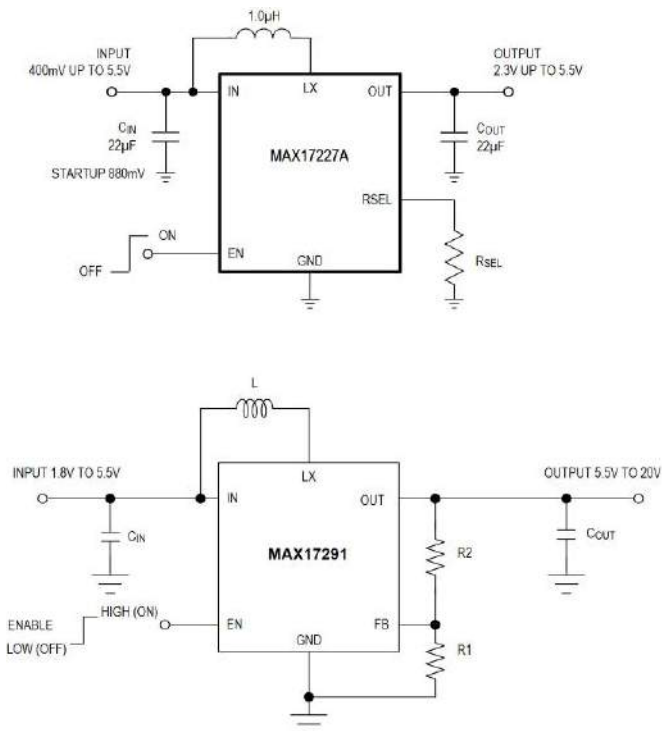 1.0µH
INPUT
400mV UP TO 5.5V
OUTPUT
2.3V UP TO 5.5V
IN
LX
OUT
CIN
22µF
COUT
22µF
MAX17227A
STARTUP 880mV
RSEL
ON
OFF
EN
GND
RSEL
L
INPUT 1.8V TO 5.5V
OUTPUT 5.5V TO 20V
LX
IN
OUT
CIN
COUT
R2
MAX17291
HIGH (ON)
ENABLE
LOW (OFF)
EN
FB
GND
R1